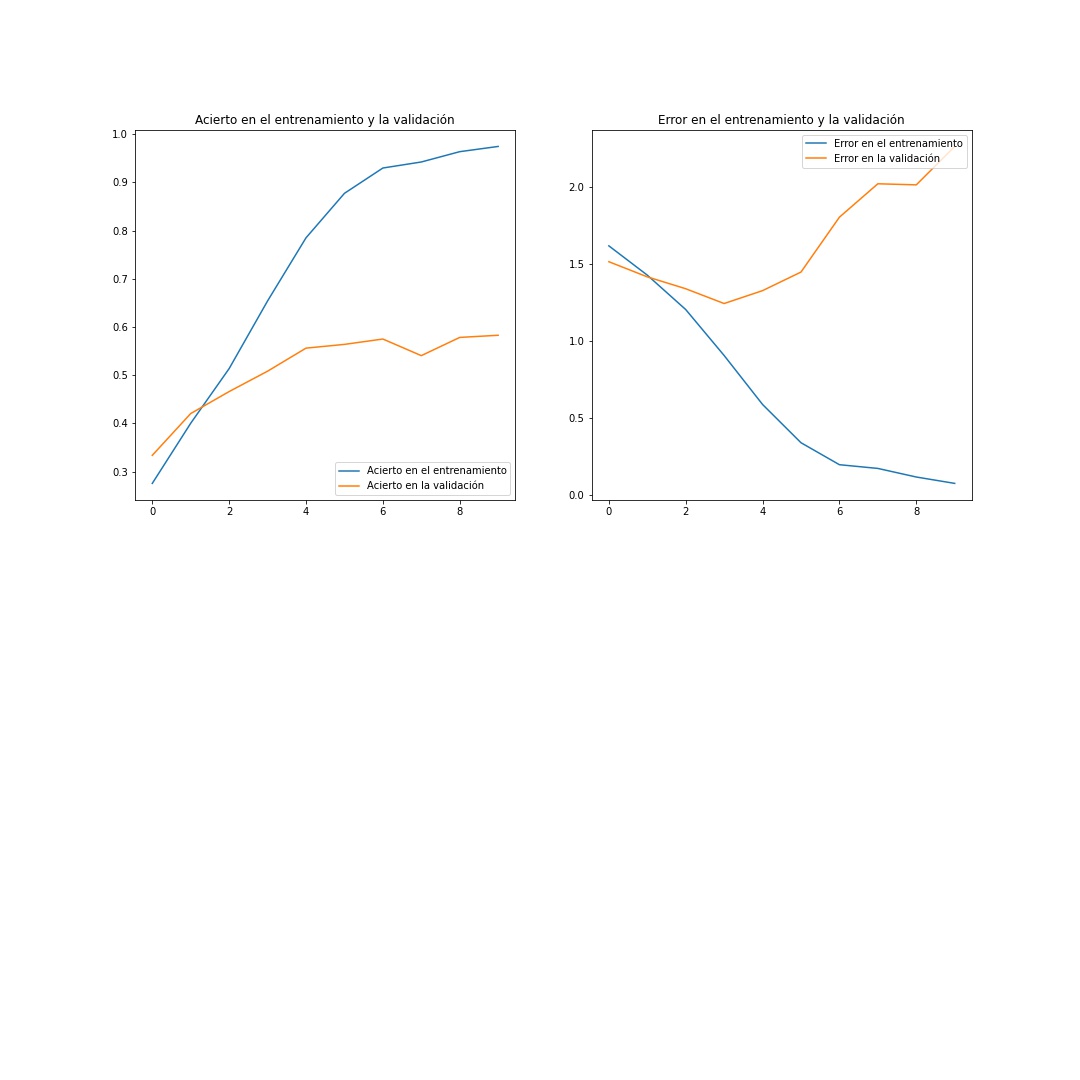 Acierto en el entrenamiento y la validación
1.0
0.9
0.8
0.7
0.6
0.5
0.4
0.3
0 2 4 6 8
Acierto en el entrenamiento
Acierto en la validación
Error en el entrenamiento y la validación
2.0
1.5
1.0
0.5
0.0
0 2 4 6 8
Error en el entrenamiento
Error en la validación